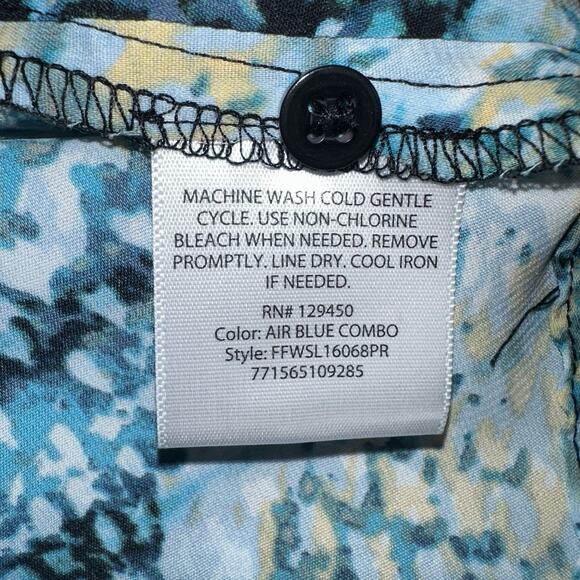 MACHINE WASH COLD GENTLE
CYCLE. USE NON-CHLORINE
BLEACH WHEN NEEDED. REMOVE
PROMPTLY. LINE DRY. COOL IRON
IF NEEDED.
RN# 129450
Color: AIR BLUE COMBO
Style: FFWSL16068PR
771565109285